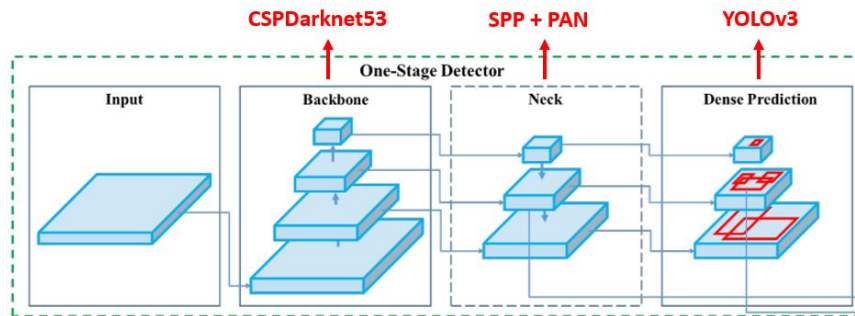 CSPDarknet53 SPP + PAN YOLOv3
One-Stage Detector
Input Backbone Neck Dense Prediction